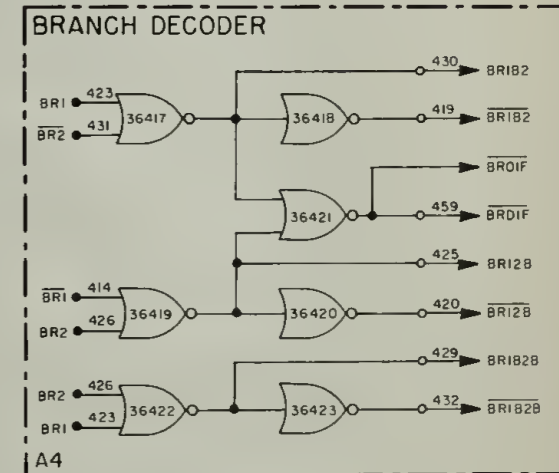 BRANCH DECODER
430 BR1B2
BR1 423
36417
36418
419 BR1B2
BR2 431
BRDIF
36421
459 BRDIF
425 BR12B
BR1 414
36419
36420
420 BR12B
BR2 426
429 BR1B2B
BR2 426
36422
36423
432 BR1B2B
BR1 423
A4